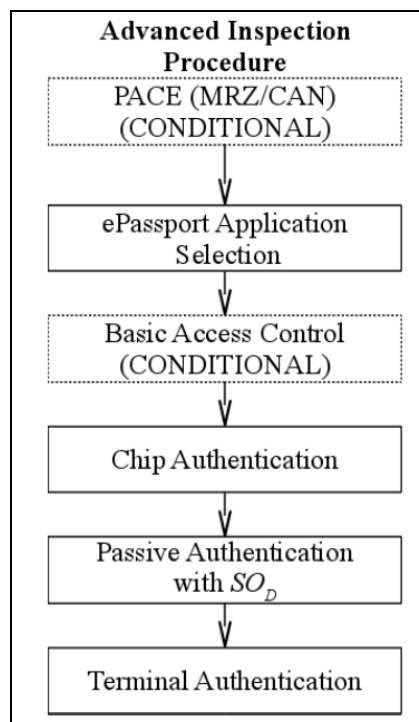 Advanced Inspection
Procedure
PACE (MRZ/CAN)
(CONDITIONAL)
ePassport Application
Selection
Basic Access Control
(CONDITIONAL)
Chip Authentication
Passive Authentication
with SO_D
Terminal Authentication